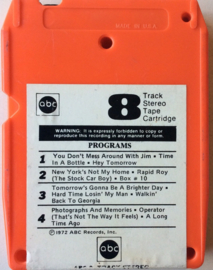 abc
8
Track
Stereo
Tape
Cartridge
WARNING: It is expressly forbidden to copy or
reproduce this recording in any manner or form.
PROGRAMS
1 You Don't Mess Around With Jim • Time
In A Bottle • Hey Tomorrow
2 New York's Not My Home • Rapid Roy
(The Stock Car Boy) • Box # 10
3 Tomorrow's Gonna Be A Brighter Day •
Hard Time Losin' Man • Walkin'
Back To Georgia
4 Photographs And Memories • Operator
(That's Not The Way It Feels) • A Long
Time Ago
©1972 ABC Records, Inc.
abc